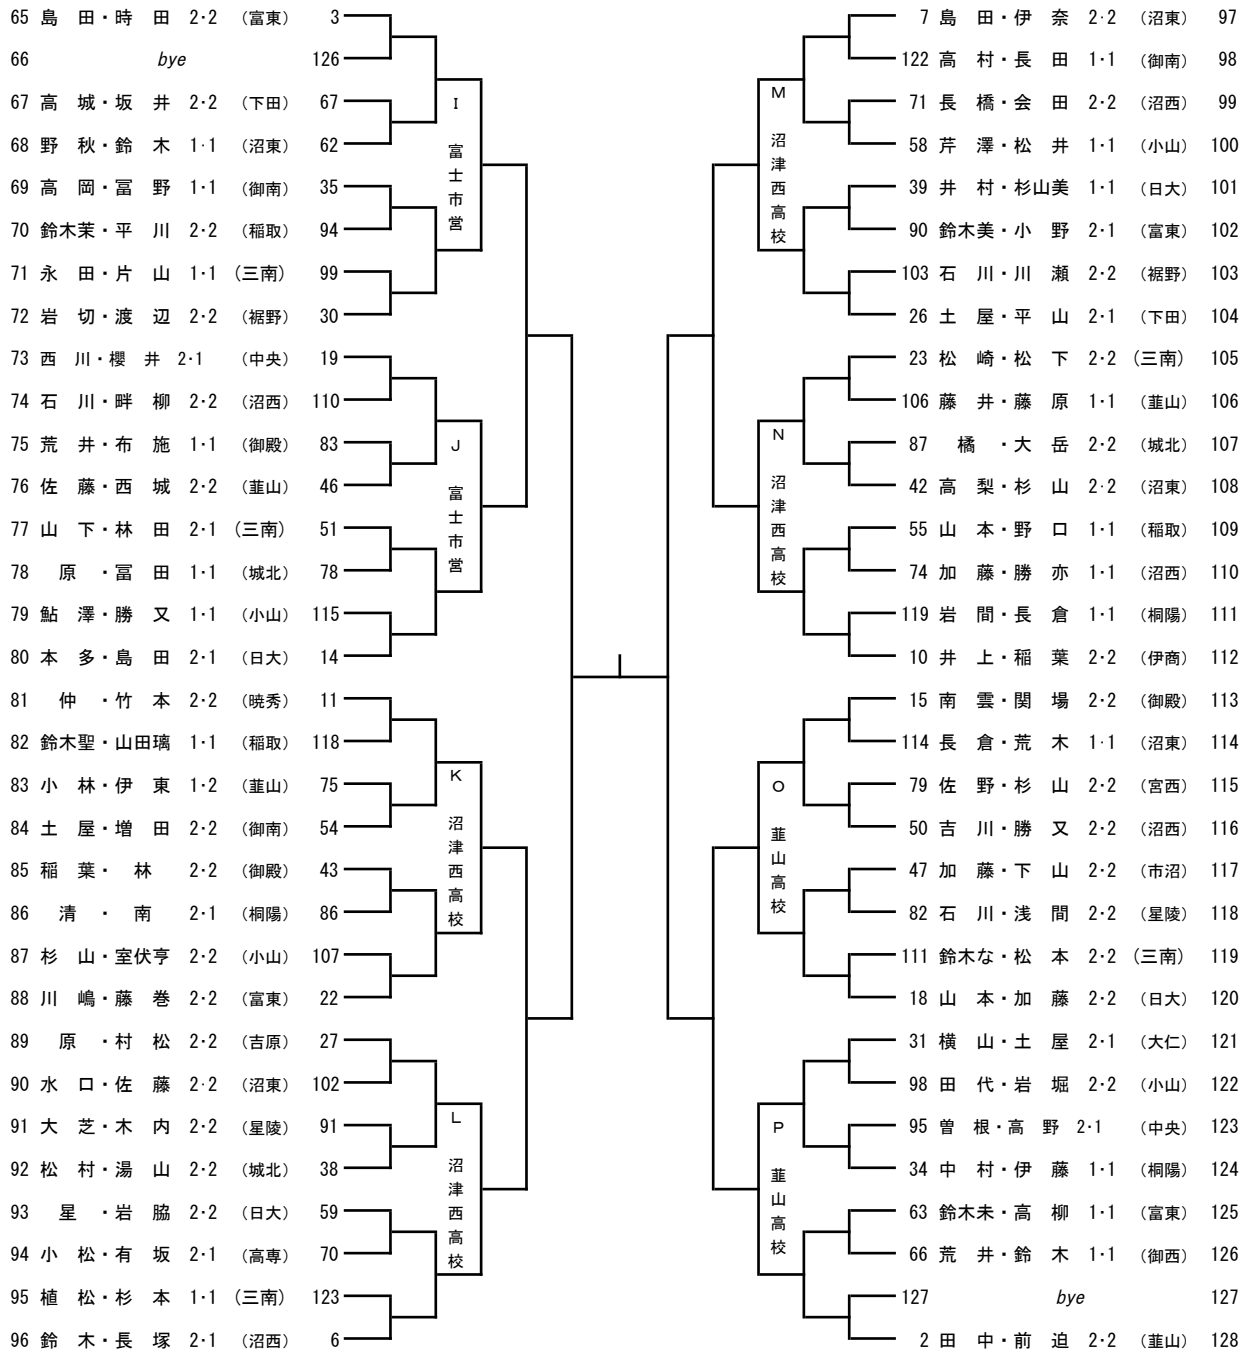 65 島　田・時　田 2・2 （富東） 3
66 bye 126
67 高　城・坂　井 2・2 （下田） 67
68 野　秋・鈴　木 1・1 （沼東） 62
69 高　岡・冨　野 1・1 （御南） 35
70 鈴木茉・平　川 2・2 （稲取） 94
71 永　田・片　山 1・1 （三南） 99
72 岩　切・渡　辺 2・2 （裾野） 30
I 富士市営
73 西　川・櫻　井 2・1 （中央） 19
74 石　川・畔　柳 2・2 （沼西） 110
75 荒　井・布　施 1・1 （御殿） 83
76 佐　藤・西　城 2・2 （韮山） 46
77 山　下・林　田 2・1 （三南） 51
78 原　・冨　田 1・1 （城北） 78
79 鮎　澤・勝　又 1・1 （小山） 115
80 本　多・島　田 2・1 （日大） 14
J 富士市営
81 仲　・竹　本 2・2 （暁秀） 11
82 鈴木聖・山田璃 1・1 （稲取） 118
83 小　林・伊　東 1・2 （韮山） 75
84 土　屋・増　田 2・2 （御南） 54
85 稲　葉・　林 2・2 （御殿） 43
86 清　・　南 2・1 （桐陽） 86
87 杉　山・室伏亨 2・2 （小山） 107
88 川　嶋・藤　巻 2・2 （富東） 22
K 沼津西高校
89 原　・村　松 2・2 （吉原） 27
90 水　口・佐　藤 2・2 （沼東） 102
91 大　芝・木　内 2・2 （星陵） 91
92 松　村・湯　山 2・2 （城北） 38
93 星　・岩　脇 2・2 （日大） 59
94 小　松・有　坂 2・1 （高専） 70
95 植　松・杉　本 1・1 （三南） 123
96 鈴　木・長　塚 2・1 （沼西） 6
L 沼津西高校
7 島　田・伊　奈 2・2 （沼東） 97
122 高　村・長　田 1・1 （御南） 98
71 長　橋・会　田 2・2 （沼西） 99
58 芹　澤・松　井 1・1 （小山） 100
39 井　村・杉山美 1・1 （日大） 101
90 鈴木美・小　野 2・1 （富東） 102
103 石　川・川　瀬 2・2 （裾野） 103
26 土　屋・平　山 2・1 （下田） 104
M 沼津西高校
23 松　崎・松　下 2・2 （三南） 105
106 藤　井・藤　原 1・1 （韮山） 106
87 橘　・大　岳 2・2 （城北） 107
42 高　梨・杉　山 2・2 （沼東） 108
55 山　本・野　口 1・1 （稲取） 109
74 加　藤・勝　亦 1・1 （沼西） 110
119 岩　間・長　倉 1・1 （桐陽） 111
10 井　上・稲　葉 2・2 （伊商） 112
N 沼津西高校
15 南　雲・関　場 2・2 （御殿） 113
114 長　倉・荒　木 1・1 （沼東） 114
79 佐　野・杉　山 2・2 （宮西） 115
50 吉　川・勝　又 2・2 （沼西） 116
47 加　藤・下　山 2・2 （市沼） 117
82 石　川・浅　間 2・2 （星陵） 118
111 鈴木な・松　本 2・2 （三南） 119
18 山　本・加　藤 2・2 （日大） 120
O 韮山高校
31 横　山・土　屋 2・1 （大仁） 121
98 田　代・岩　堀 2・2 （小山） 122
95 曽　根・高　野 2・1 （中央） 123
34 中　村・伊　藤 1・1 （桐陽） 124
63 鈴木未・高　柳 1・1 （富東） 125
66 荒　井・鈴　木 1・1 （御西） 126
127 bye 127
2 田　中・前　迫 2・2 （韮山） 128
P 韮山高校